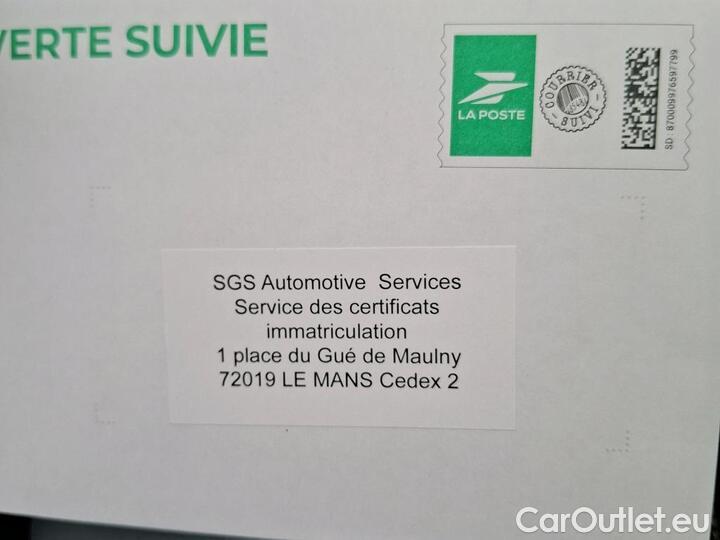 VERTE SUIVIE
LA POSTE
COURRIER
SUIVI
SD : 870009976597799
SGS Automotive Services
Service des certificats
immatriculation
1 place du Gué de Maulny
72019 LE MANS Cedex 2
CarOutlet.eu